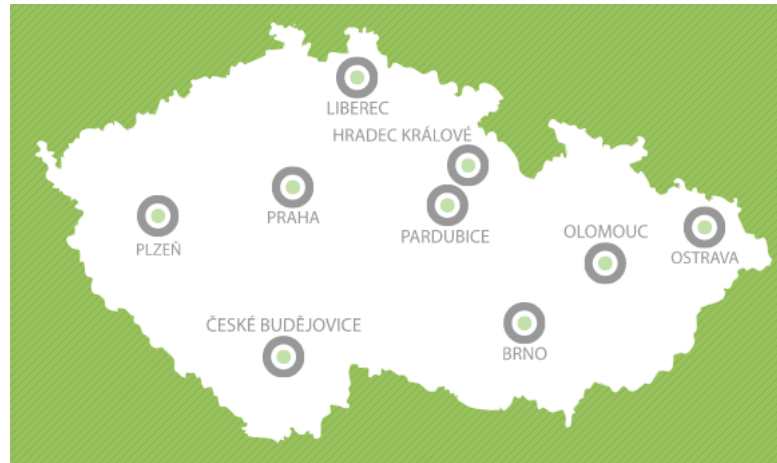 LIBEREC
HRADEC KRÁLOVÉ
PRAHA
PARDUBICE
PLZEŇ
OLOMOUC
OSTRAVA
ČESKÉ BUDĚJOVICE
BRNO